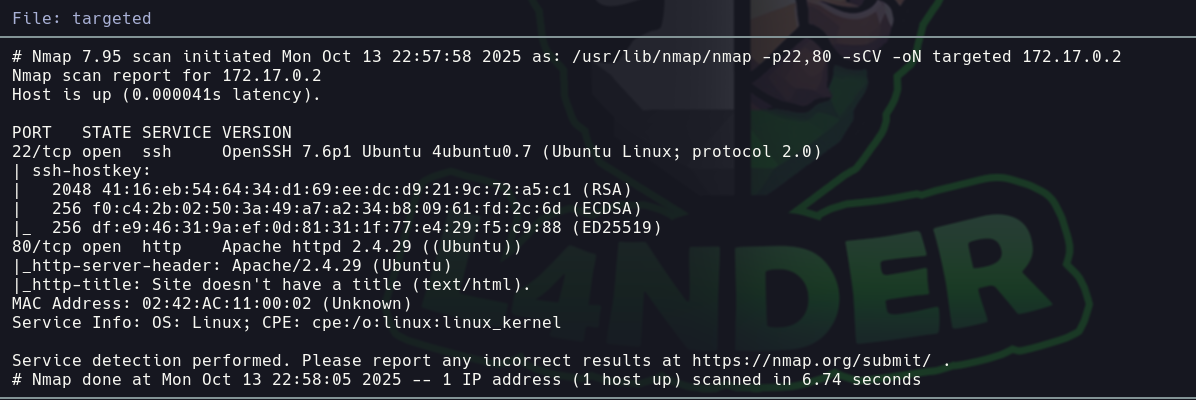 File: targeted
# Nmap 7.95 scan initiated Mon Oct 13 22:57:58 2025 as: /usr/lib/nmap/nmap -p22,80 -sCV -oN targeted 172.17.0.2
Nmap scan report for 172.17.0.2
Host is up (0.000041s latency).
PORT   STATE SERVICE VERSION
22/tcp open  ssh     OpenSSH 7.6p1 Ubuntu 4ubuntu0.7 (Ubuntu Linux; protocol 2.0)
| ssh-hostkey:
|   2048 41:16:eb:54:64:34:d1:69:ee:dc:d9:21:9c:72:a5:c1 (RSA)
|   256 f0:c4:2b:02:50:3a:49:a7:a2:34:b8:09:61:fd:2c:6d (ECDSA)
|_  256 df:e9:46:31:9a:ef:0d:81:31:1f:77:e4:29:f5:c9:88 (ED25519)
80/tcp open  http    Apache httpd 2.4.29 ((Ubuntu))
|_http-server-header: Apache/2.4.29 (Ubuntu)
|_http-title: Site doesn't have a title (text/html).
MAC Address: 02:42:AC:11:00:02 (Unknown)
Service Info: OS: Linux; CPE: cpe:/o:linux:linux_kernel
Service detection performed. Please report any incorrect results at https://nmap.org/submit/ .
# Nmap done at Mon Oct 13 22:58:05 2025 -- 1 IP address (1 host up) scanned in 6.74 seconds
L4NDER